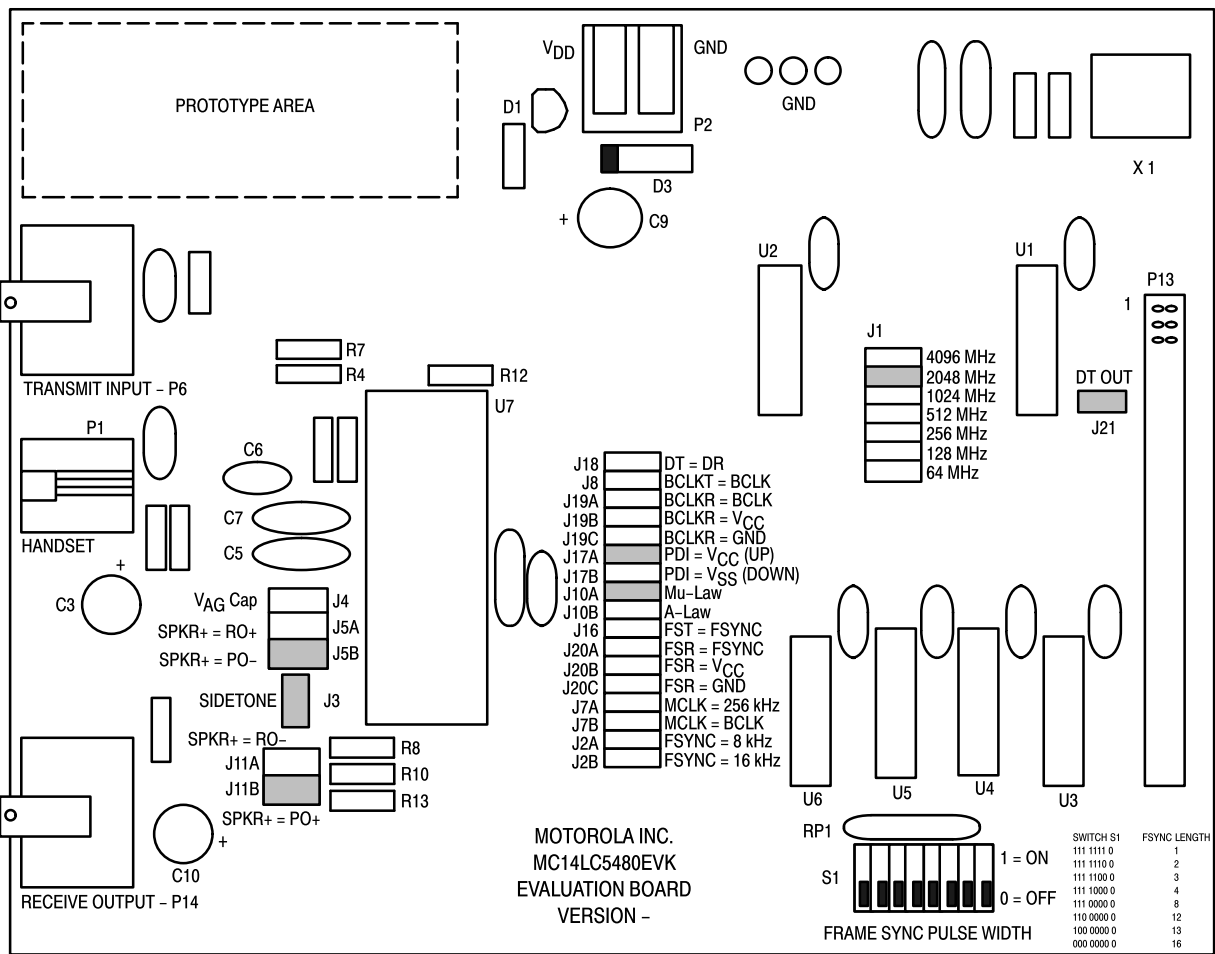 PROTOTYPE AREA
VDD
GND
D1
P2
D3
+
C9
GND
X 1
TRANSMIT INPUT – P6
P1
HANDSET
R7
R4
R12
U7
C6
C7
C5
+
C3
VAG Cap
J4
SPKR+ = RO+
J5A
SPKR+ = PO–
J5B
SIDETONE
J3
SPKR+ = RO–
J11A
J11B
SPKR+ = PO+
R8
R10
R13
+
C10
RECEIVE OUTPUT – P14
J18 DT = DR
J8 BCLKT = BCLK
J19A BCLKR = BCLK
J19B BCLKR = VCC
J19C BCLKR = GND
J17A PDI = VCC (UP)
J17B PDI = VSS (DOWN)
J10A Mu–Law
J10B A–Law
J16 FST = FSYNC
J20A FSR = FSYNC
J20B FSR = VCC
J20C FSR = GND
J7A MCLK = 256 kHz
J7B MCLK = BCLK
J2A FSYNC = 8 kHz
J2B FSYNC = 16 kHz
U2
U1
P13
1
J1
4096 MHz
2048 MHz
1024 MHz
512 MHz
256 MHz
128 MHz
64 MHz
DT OUT
J21
U6
U5
U4
U3
RP1
S1
1 = ON
0 = OFF
FRAME SYNC PULSE WIDTH
MOTOROLA INC.
MC14LC5480EVK
EVALUATION BOARD
VERSION –
SWITCH S1 FSYNC LENGTH
111 1111 0 1
111 1110 0 2
111 1100 0 3
111 1000 0 4
111 0000 0 8
110 0000 0 12
100 0000 0 13
000 0000 0 16